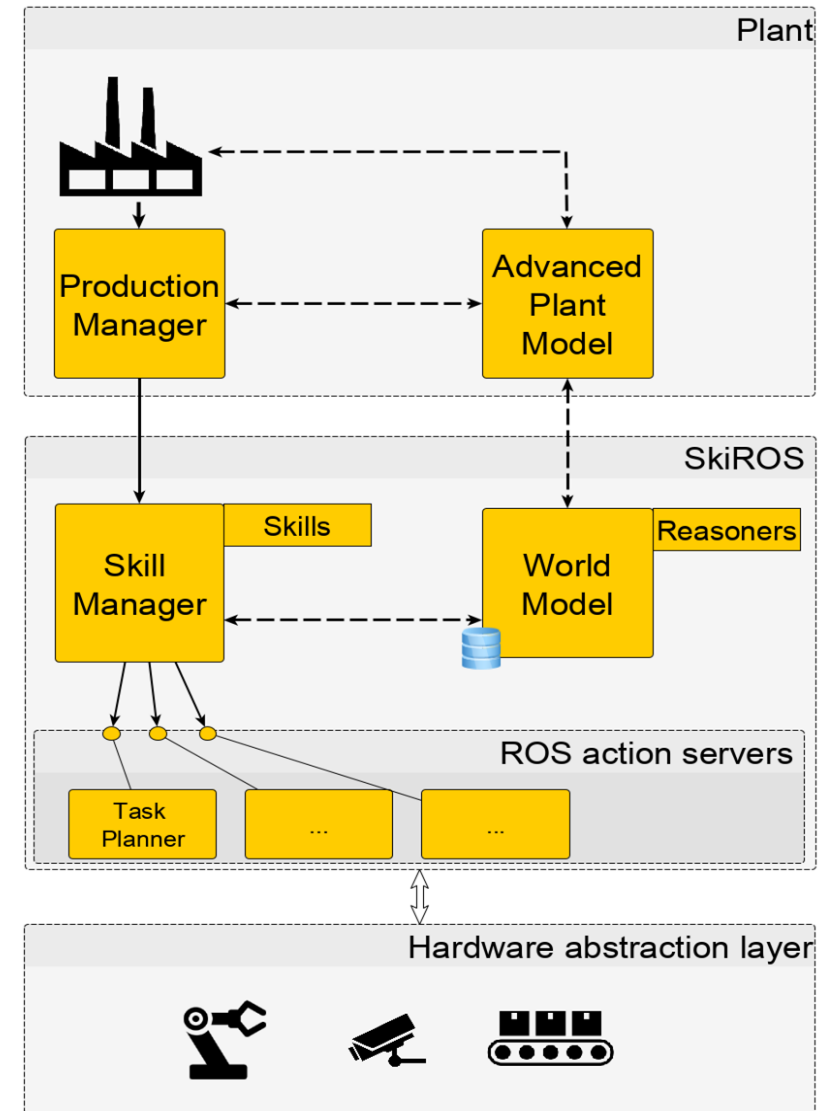 Plant
Production
Manager
Advanced
Plant
Model
SkiROS
Skill
Manager
Skills
World
Model
Reasoners
ROS action servers
Task
Planner
...
...
Hardware abstraction layer